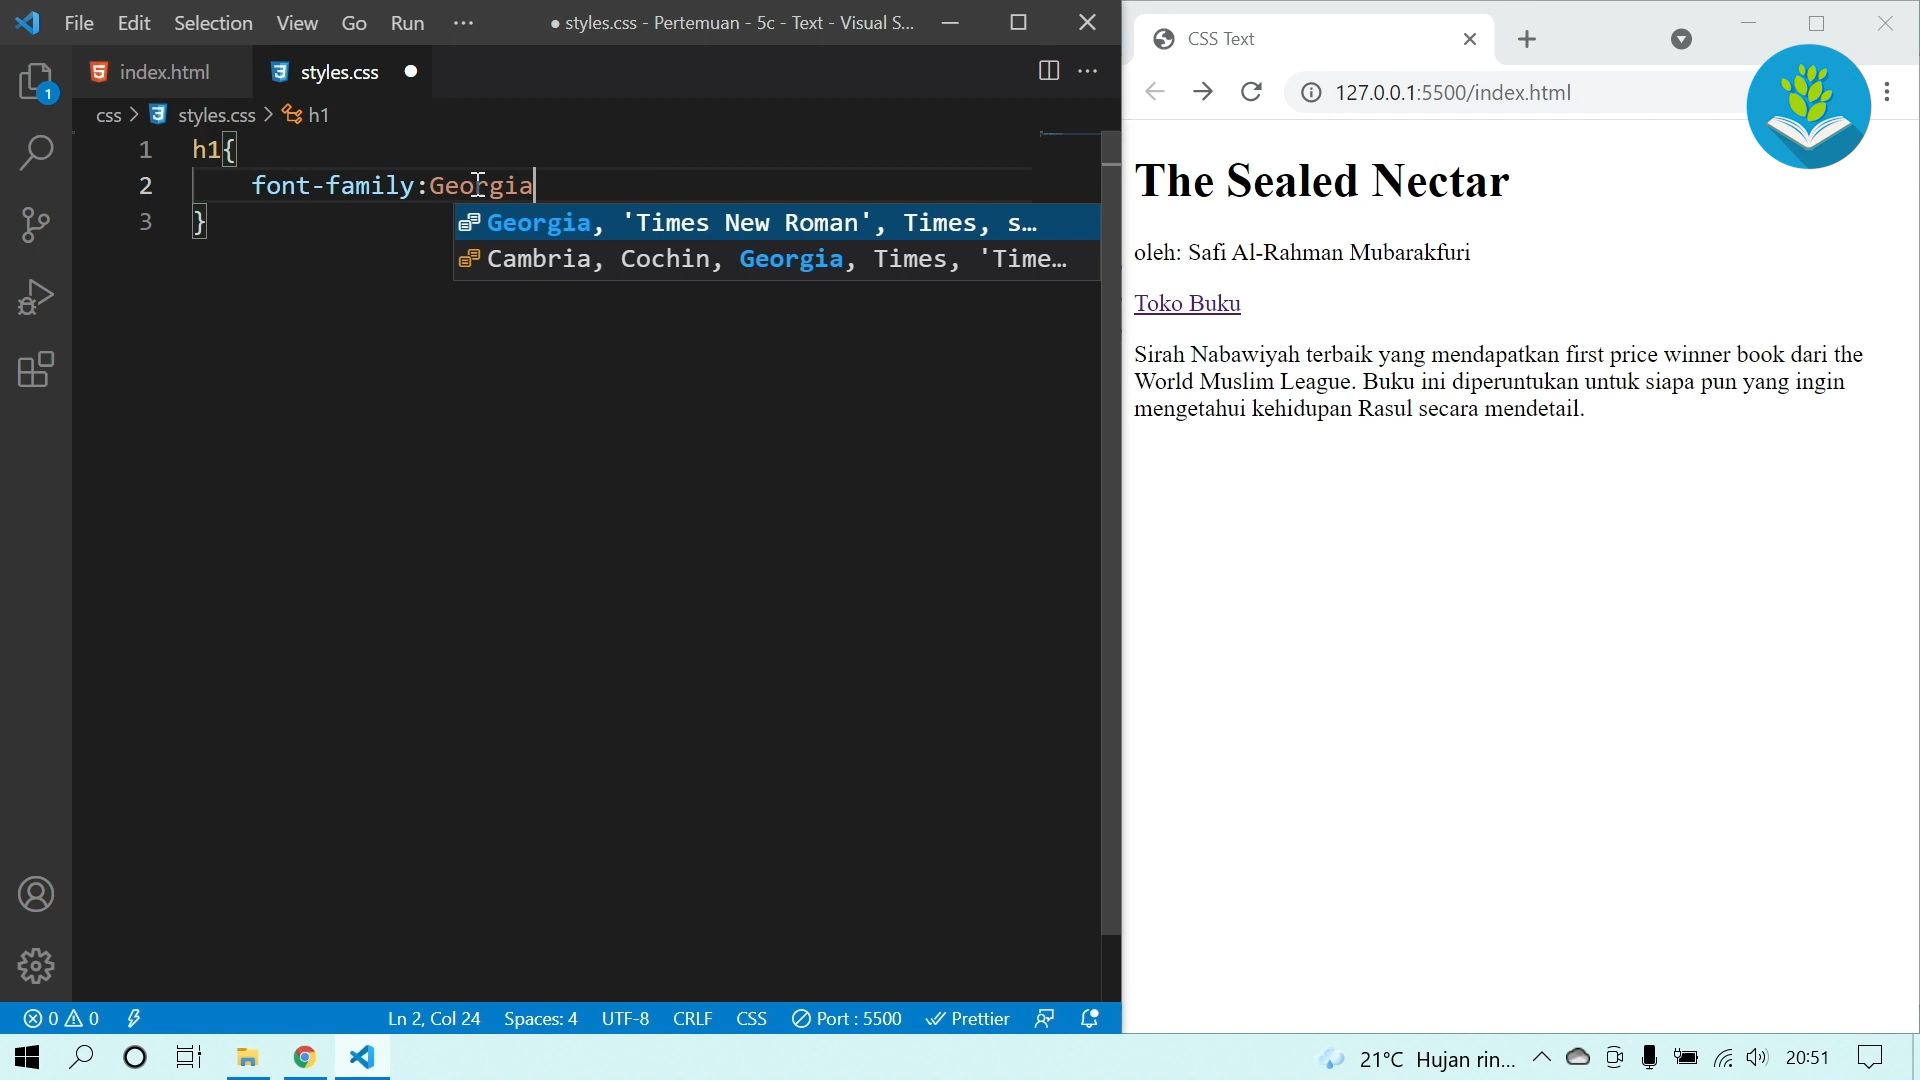 File Edit Selection View Go Run ··· ● styles.css - Pertemuan - 5c - Text - Visual S...
index.html styles.css ●
css > styles.css > h1
1 h1{
2 font-family:Georgia
3 }
Georgia, 'Times New Roman', Times, s…
Cambria, Cochin, Georgia, Times, 'Time…
1
0 0 Ln 2, Col 24 Spaces: 4 UTF-8 CRLF CSS Port : 5500 Prettier
CSS Text
127.0.0.1:5500/index.html
The Sealed Nectar
oleh: Safi Al-Rahman Mubarakfuri
Toko Buku
Sirah Nabawiyah terbaik yang mendapatkan first price winner book dari the
World Muslim League. Buku ini diperuntukan untuk siapa pun yang ingin
mengetahui kehidupan Rasul secara mendetail.
21°C Hujan rin... 20:51